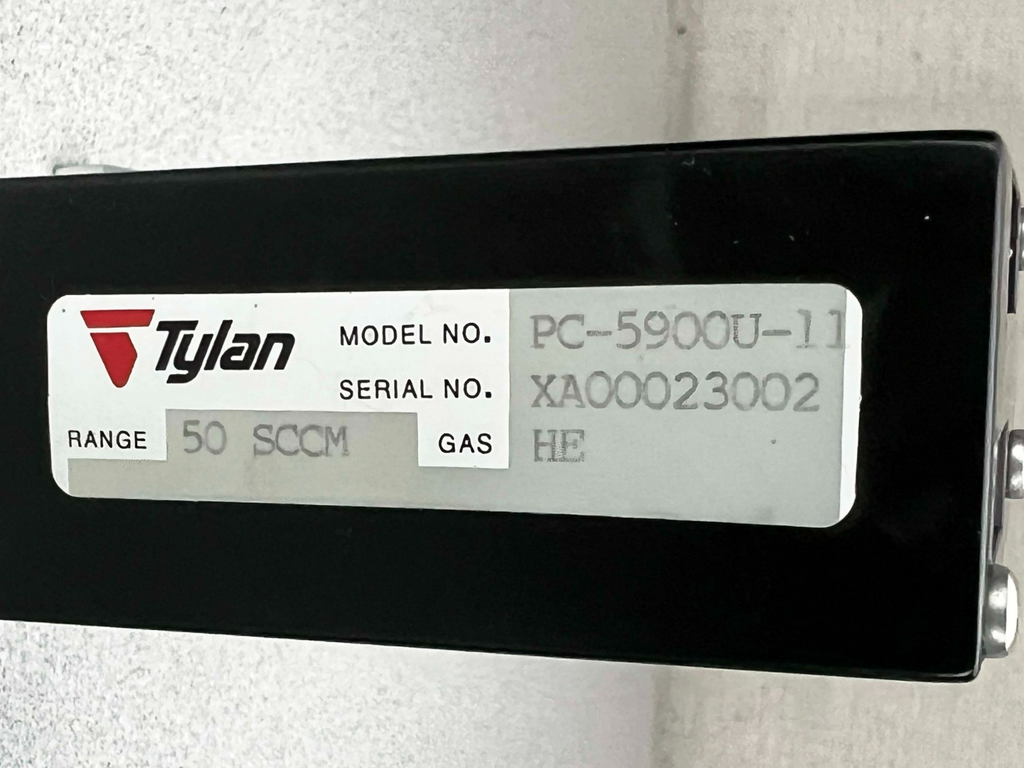 Tylan
MODEL NO. PC-5900U-11
SERIAL NO. XA00023002
RANGE 50 SCCM GAS HE